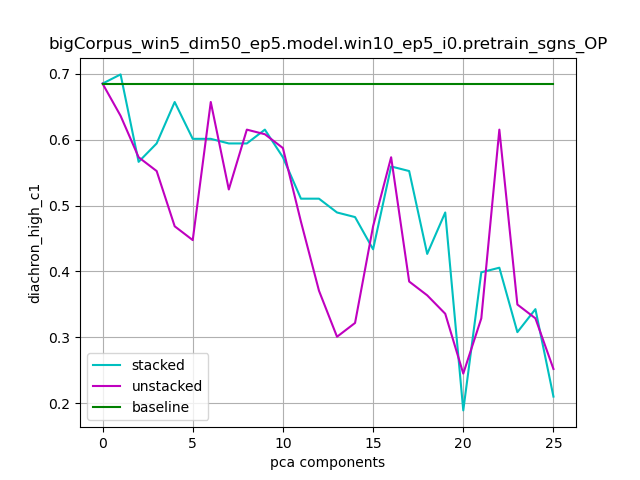 bigCorpus_win5_dim50_ep5.model.win10_ep5_i0.pretrain_sgns_OP
0.7
0.6
0.5
0.4
0.3
0.2
diachron_high_c1
stacked
unstacked
baseline
0 5 10 15 20 25
pca components